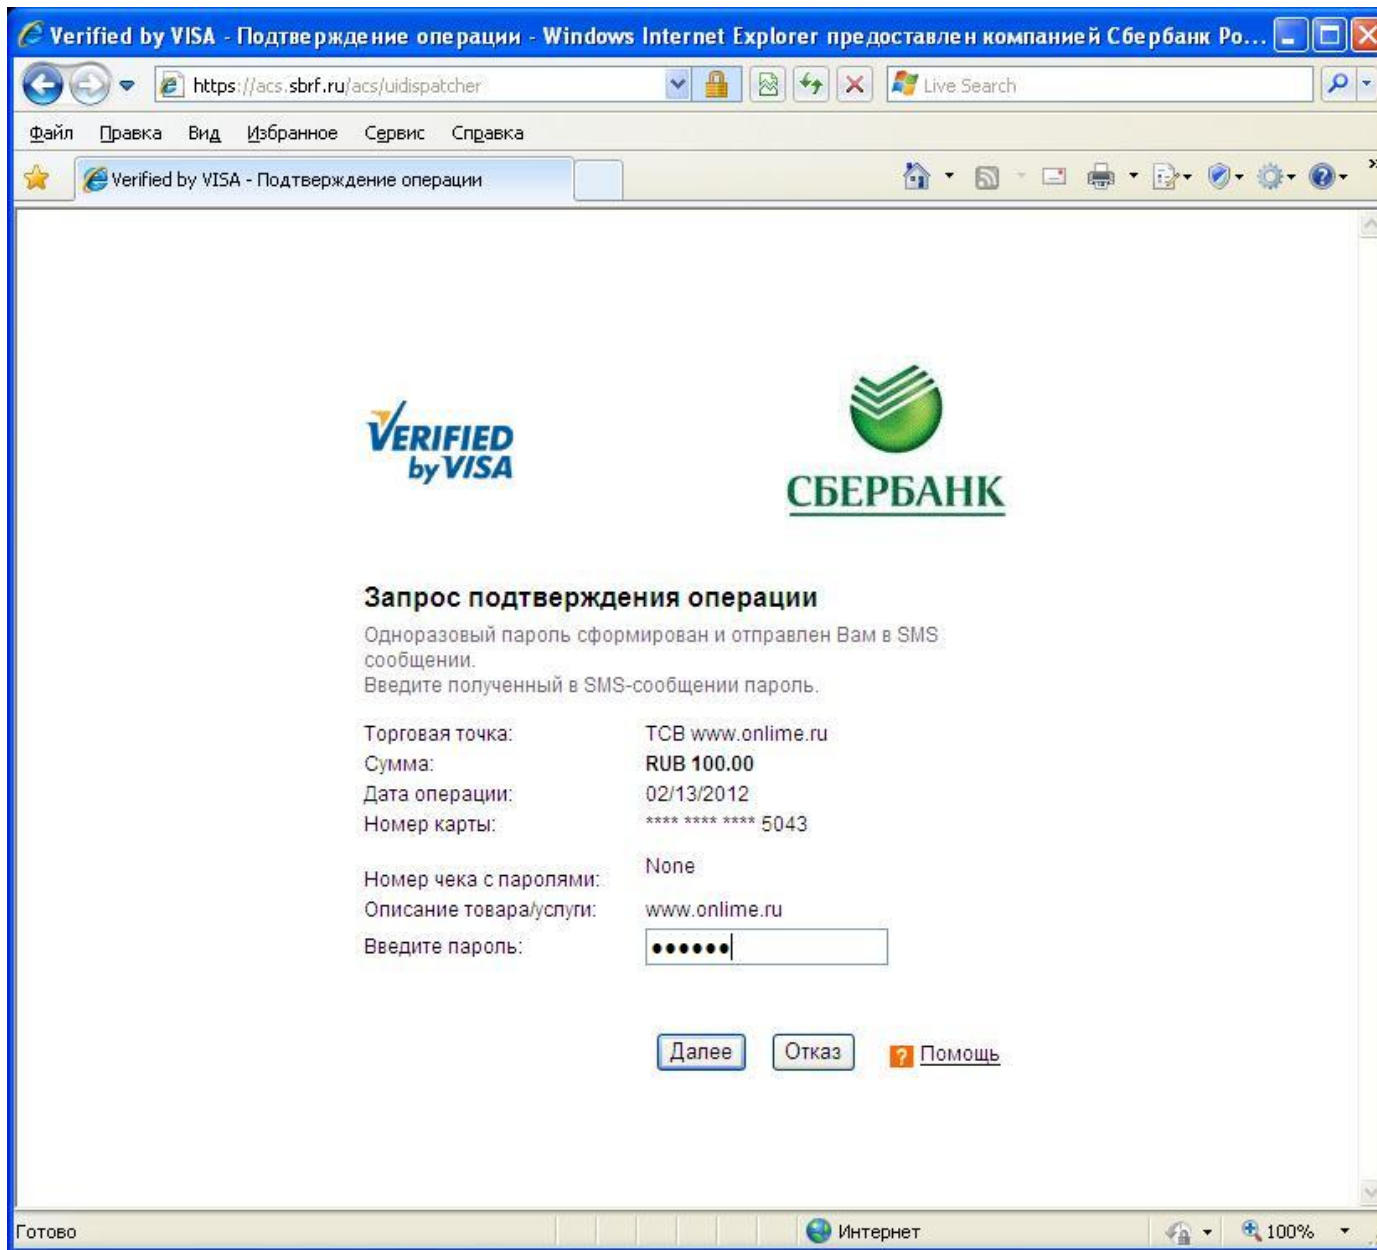 Verified by VISA - Подтверждение операции - Windows Internet Explorer предоставлен компанией Сбербанк Ро...
https://acs.sbrf.ru/acs/uidispatcher
Live Search
Файл Правка Вид Избранное Сервис Справка
Verified by VISA - Подтверждение операции
VERIFIED
by VISA
СБЕРБАНК
Запрос подтверждения операции
Одноразовый пароль сформирован и отправлен Вам в SMS
сообщении.
Введите полученный в SMS-сообщении пароль.
Торговая точка: TCB www.onlime.ru
Сумма: RUB 100.00
Дата операции: 02/13/2012
Номер карты: **** **** **** 5043
Номер чека с паролями: None
Описание товара/услуги: www.onlime.ru
Введите пароль: ●●●●●●
Далее Отказ ? Помощь
Готово Интернет 100%